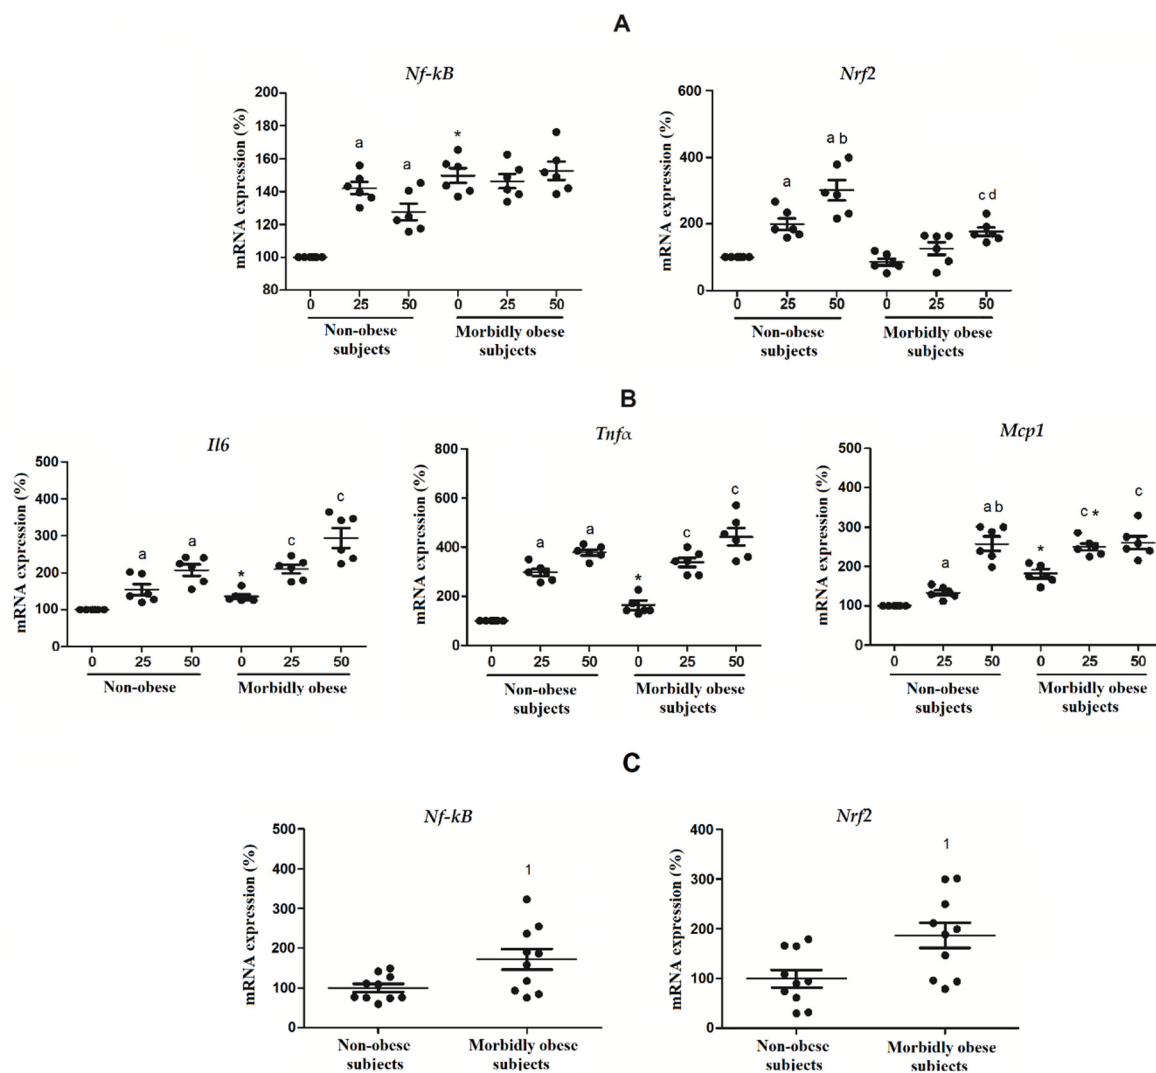 A
Nf-kB
Nrf2
mRNA expression (%)
200
180
160
140
120
100
80
a
a
*
0 25 50 0 25 50
Non-obese subjects
Morbidly obese subjects
mRNA expression (%)
600
400
200
0
a
a b
c d
0 25 50 0 25 50
Non-obese subjects
Morbidly obese subjects
B
Il6
Tnfα
Mcp1
mRNA expression (%)
500
400
300
200
100
0
a
a
*
c
c
0 25 50 0 25 50
Non-obese
Morbidly obese
mRNA expression (%)
800
600
400
200
0
a
a
*
c
c
0 25 50 0 25 50
Non-obese subjects
Morbidly obese subjects
mRNA expression (%)
500
400
300
200
100
0
a
a b
*
c *
c
0 25 50 0 25 50
Non-obese subjects
Morbidly obese subjects
C
Nf-kB
Nrf2
mRNA expression (%)
500
400
300
200
100
0
1
Non-obese subjects
Morbidly obese subjects
mRNA expression (%)
400
300
200
100
0
1
Non-obese subjects
Morbidly obese subjects